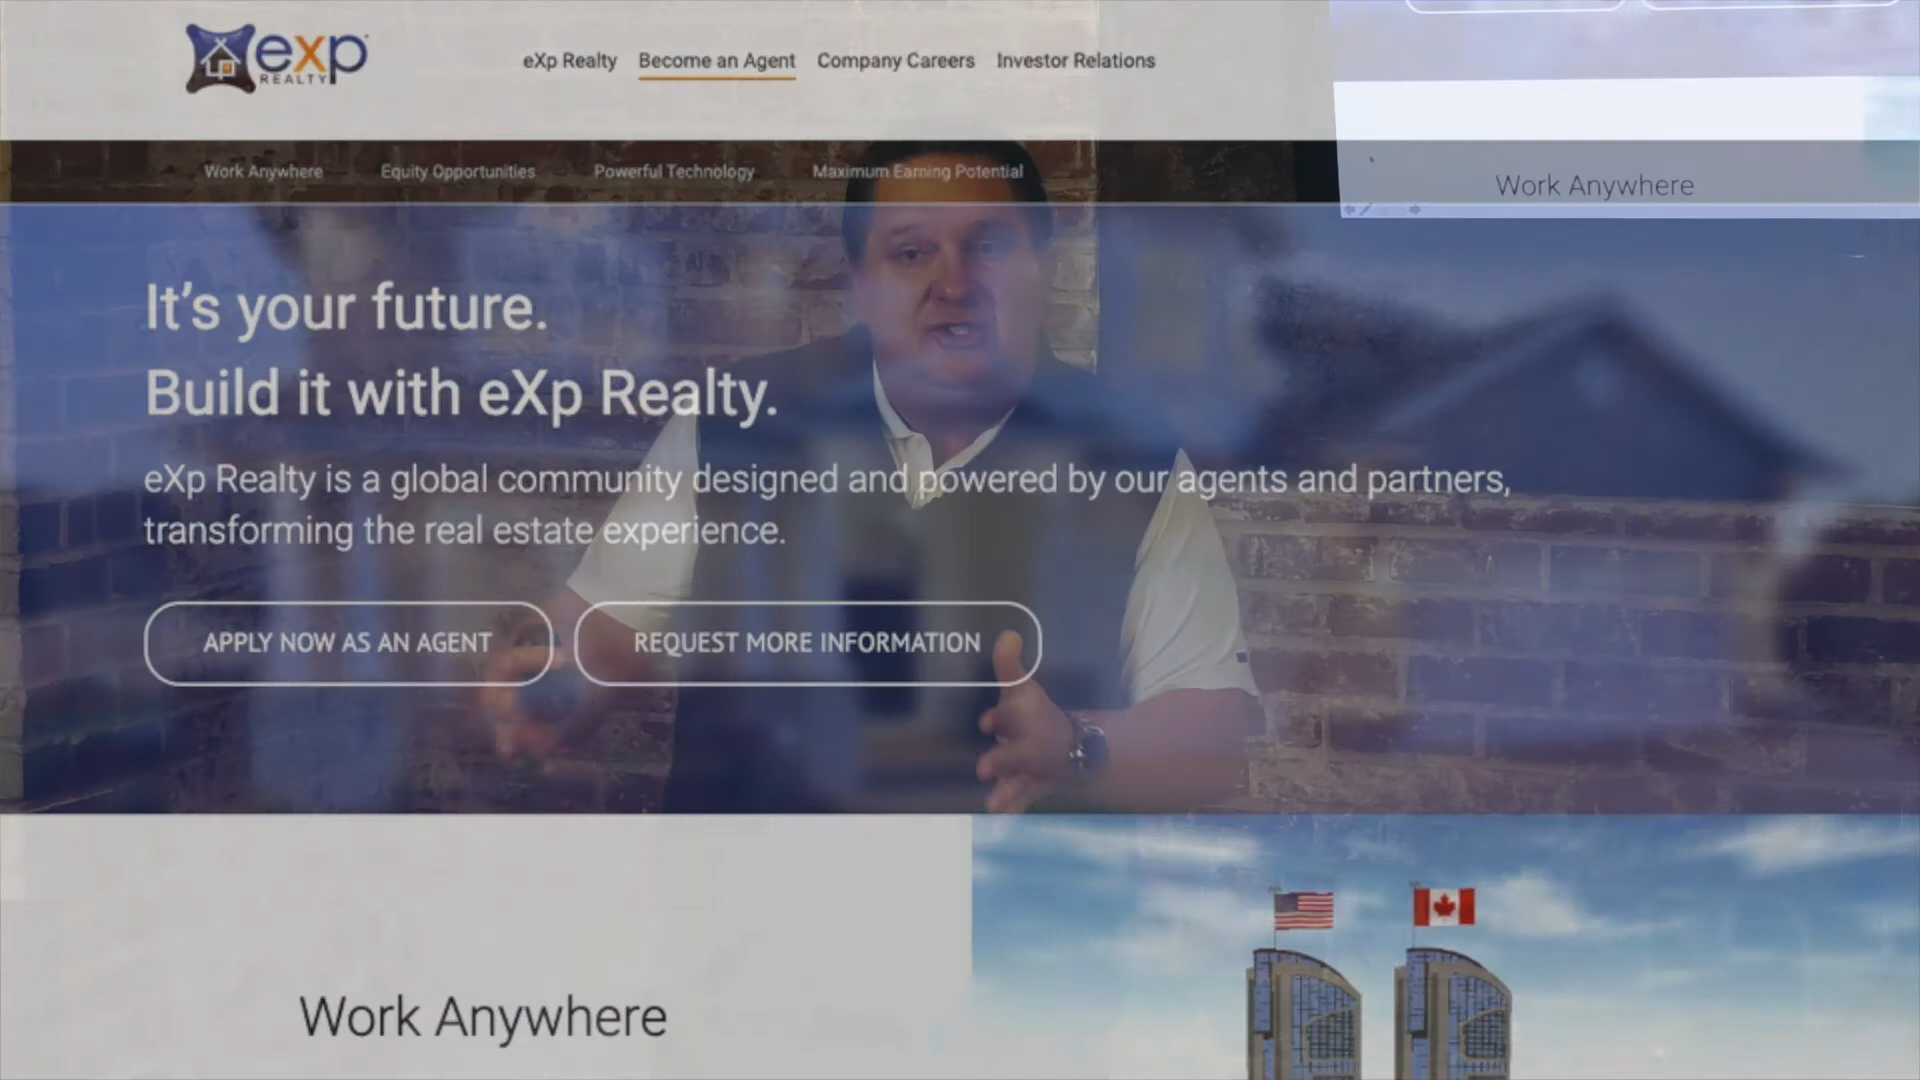 exp
REALTY
eXp Realty
Become an Agent
Company Careers
Investor Relations
Work Anywhere
Equity Opportunities
Powerful Technology
Maximum Earning Potential
Work Anywhere
It's your future.
Build it with eXp Realty.
eXp Realty is a global community designed and powered by our agents and partners,
transforming the real estate experience.
APPLY NOW AS AN AGENT
REQUEST MORE INFORMATION
Work Anywhere